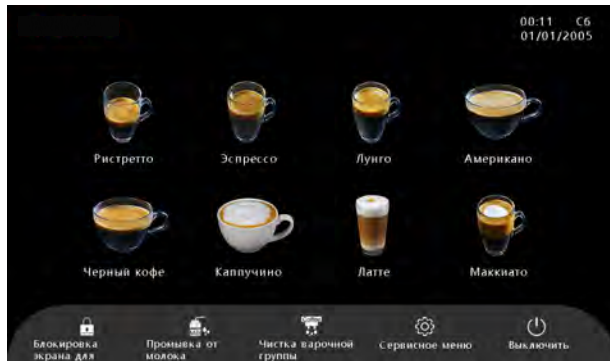 00:11 Сб
01/01/2005
Ристретто Эспрессо Лунго Американо
Черный кофе Каппучино Латте Маккиато
Блокировка экрана для
Промывка от молока
Чистка варочной группы
Сервисное меню
Выключить